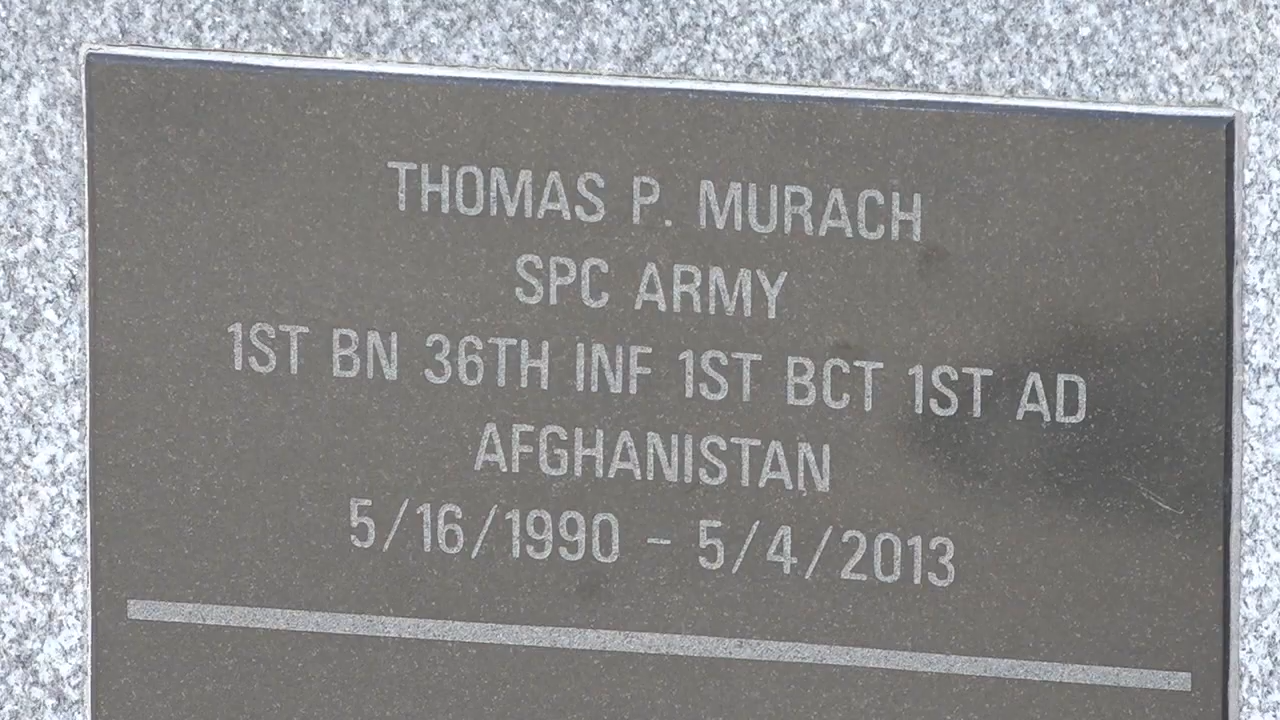 THOMAS P. MURACH
SPC ARMY
1ST BN 36TH INF 1ST BCT 1ST AD
AFGHANISTAN
5/16/1990 - 5/4/2013